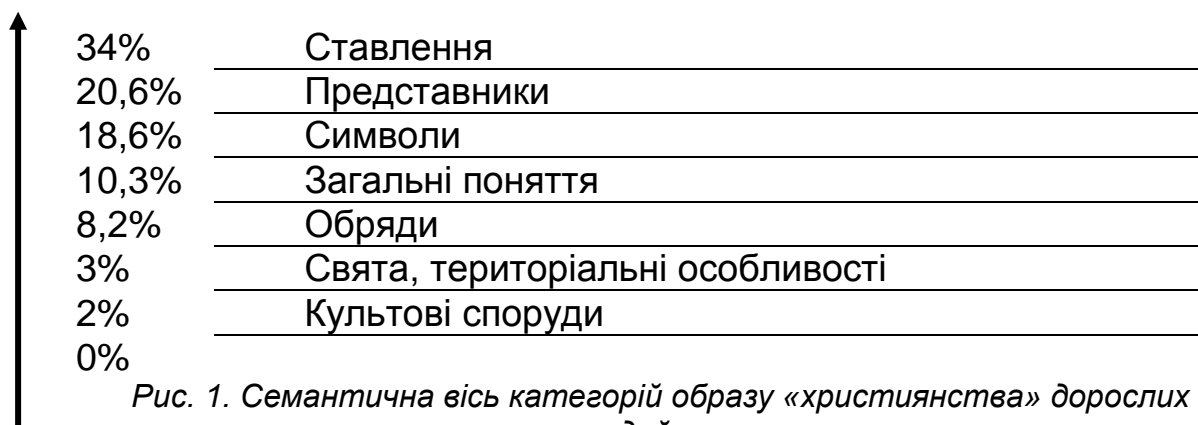 34% Ставлення
20,6% Представники
18,6% Символи
10,3% Загальні поняття
8,2% Обряди
3% Свята, територіальні особливості
2% Культові споруди
0%
Рис. 1. Семантична вісь категорій образу «християнства» дорослих